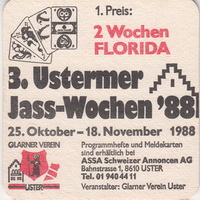 1. Preis:
2 Wochen
FLORIDA
3. Ustermer
Jass-Wochen '88
25. Oktober - 18. November 1988
GLARNER VEREIN
USTER
Programmhefte und Meldekarten
sind erhältlich bei
ASSA Schweizer Annoncen AG
Bahnstrasse 1, 8610 USTER
Tel. 01 940 44 11
Veranstalter: Glarner Verein Uster